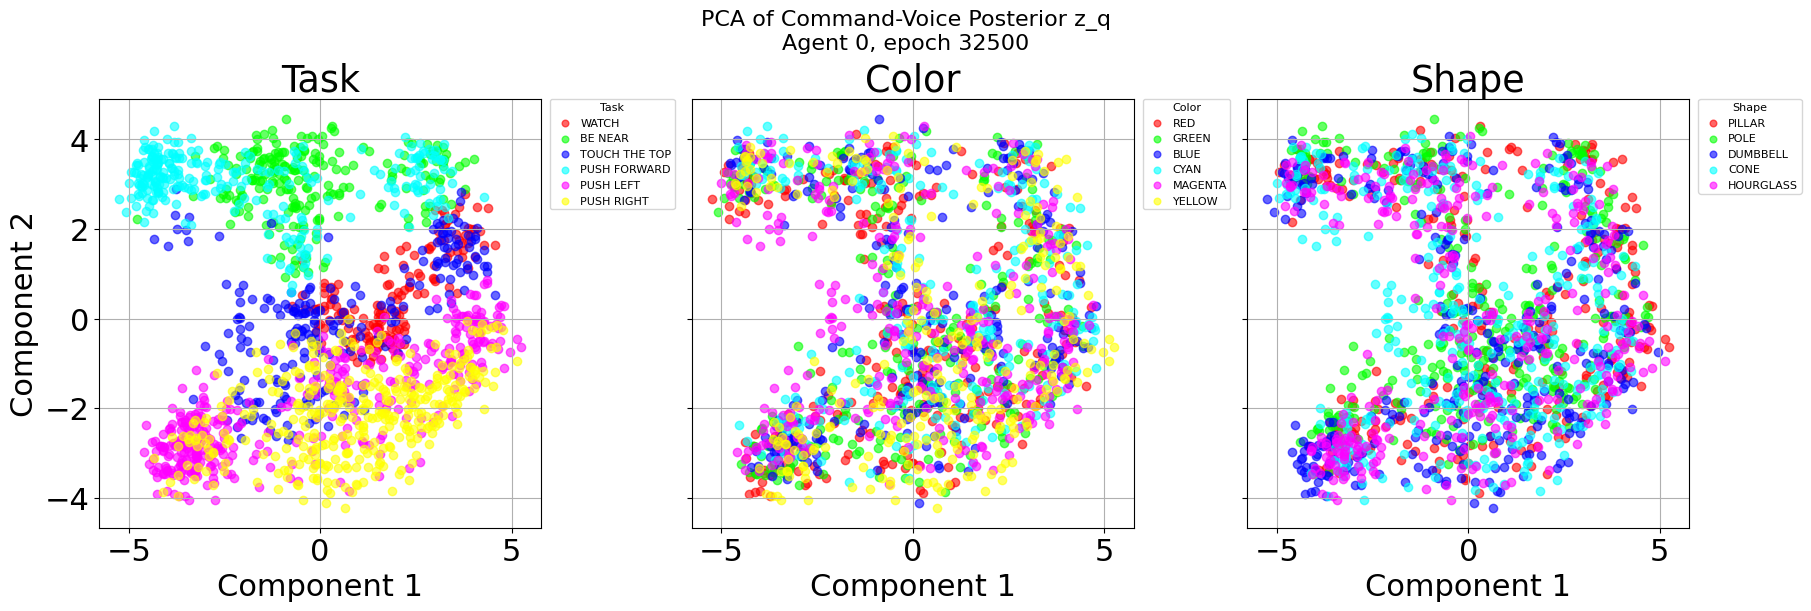 PCA of Command-Voice Posterior z_q
Agent 0, epoch 32500
Task
Color
Shape
Task
WATCH
BE NEAR
TOUCH THE TOP
PUSH FORWARD
PUSH LEFT
PUSH RIGHT
Color
RED
GREEN
BLUE
CYAN
MAGENTA
YELLOW
Shape
PILLAR
POLE
DUMBBELL
CONE
HOURGLASS
Component 2
4
2
0
−2
−4
−5 0 5
−5 0 5
−5 0 5
Component 1
Component 1
Component 1